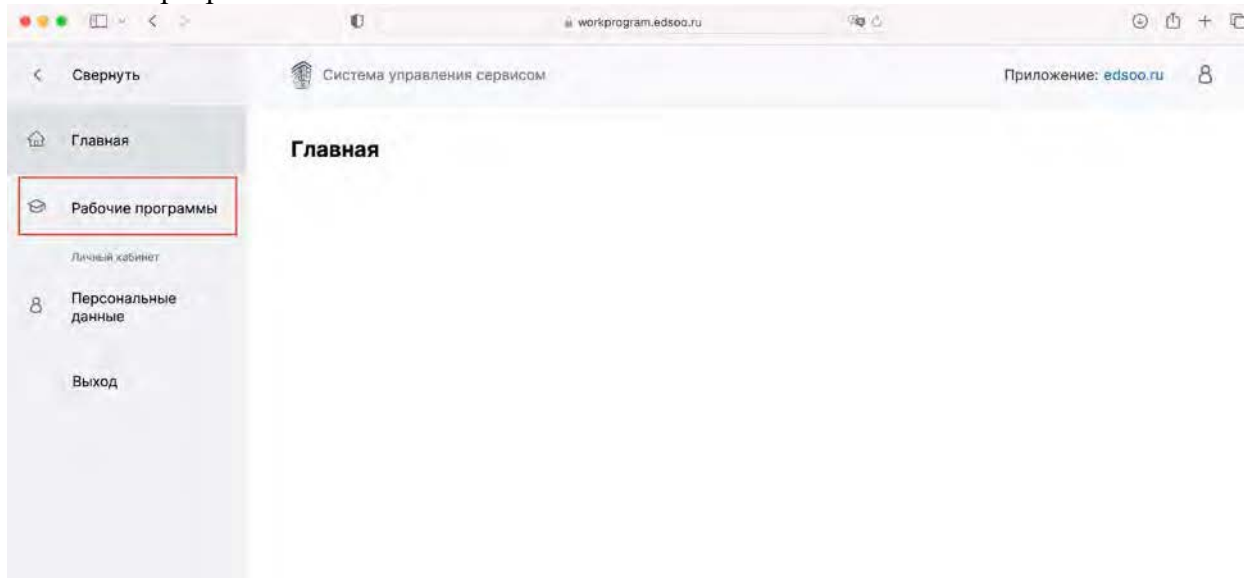 workprogram.edsoo.ru
Свернуть
Система управления сервисом
Приложение: edsoo.ru
Главная
Главная
Рабочие программы
Личный кабинет
Персональные
данные
Выход